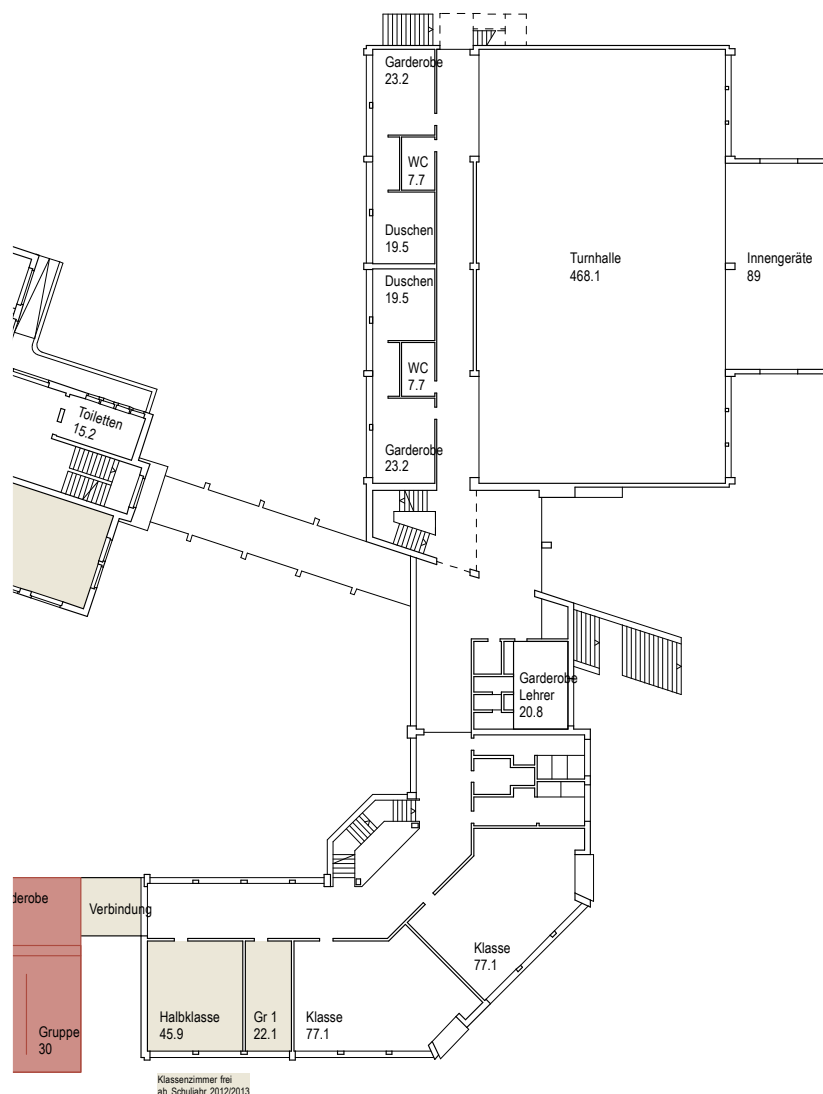 Garderobe
23.2
WC
7.7
Duschen
19.5
Turnhalle
468.1
Innengeräte
89
Duschen
19.5
WC
7.7
Toiletten
15.2
Garderobe
23.2
Garderobe
Lehrer
20.8
derobe
Verbindung
Klasse
77.1
Halbklasse
45.9
Gr 1
22.1
Klasse
77.1
Gruppe
30
Klassenzimmer frei
ab Schuljahr 2012/2013